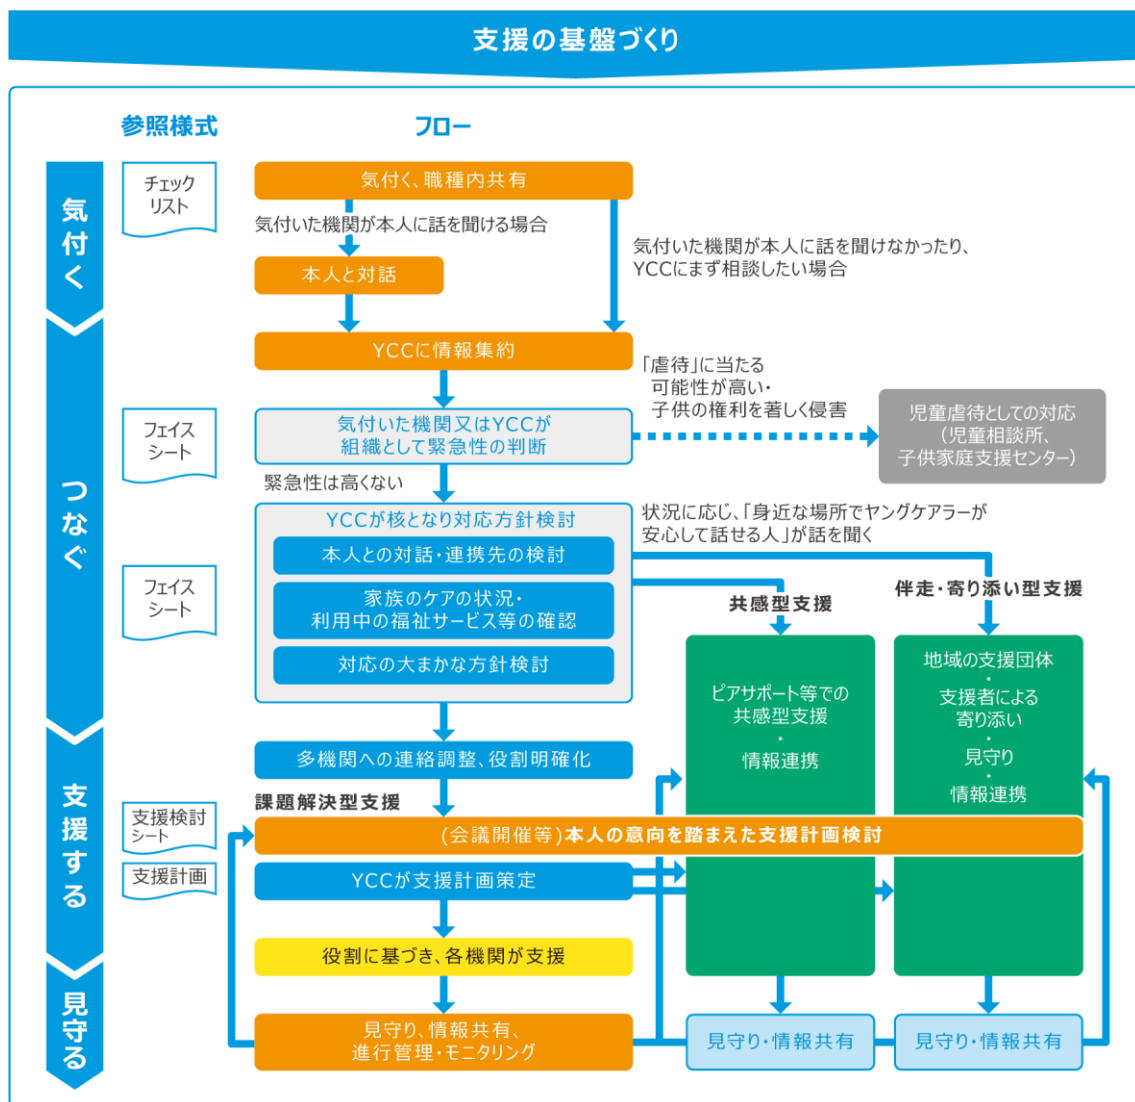 支援の基盤づくり
参照様式
フロー
気付く
チェック
リスト
気付く、職種内共有
気付いた機関が本人に話を聞ける場合
気付いた機関が本人に話を聞けなかったり、
YCCにまず相談したい場合
本人と対話
つなぐ
YCCに情報集約
「虐待」に当たる
可能性が高い・
子供の権利を著しく侵害
フェイス
シート
気付いた機関又はYCCが
組織として緊急性の判断
児童虐待としての対応
(児童相談所、
子供家庭支援センター)
緊急性は高くない
YCCが核となり対応方針検討
状況に応じ、「身近な場所でヤングケアラーが
安心して話せる人」が話を聞く
本人との対話・連携先の検討
フェイス
シート
家族のケアの状況・
利用中の福祉サービス等の確認
対応の大まかな方針検討
共感型支援
伴走・寄り添い型支援
ピアサポート等での
共感型支援
・
情報連携
地域の支援団体
・
支援者による
寄り添い
・
見守り
・
情報連携
支援する
多機関への連絡調整、役割明確化
課題解決型支援
支援検討
シート
(会議開催等)本人の意向を踏まえた支援計画検討
支援計画
YCCが支援計画策定
役割に基づき、各機関が支援
見守る
見守り、情報共有、
進行管理・モニタリング
見守り・情報共有
見守り・情報共有